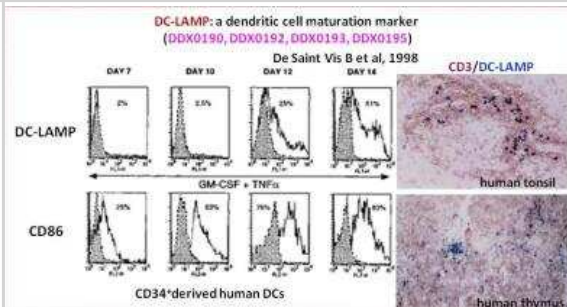 DC-LAMP: a dendritic cell maturation marker
(DDX0190, DDX0192, DDX0193, DDX0195)
De Saint Vis B et al, 1998
CD3/DC-LAMP
DAY 7 DAY 10 DAY 12 DAY 14
DC-LAMP
2% 2.5% 25% 51%
GM-CSF + TNFα
human tonsil
CD86
CD34⁺derived human DCs
human thymus